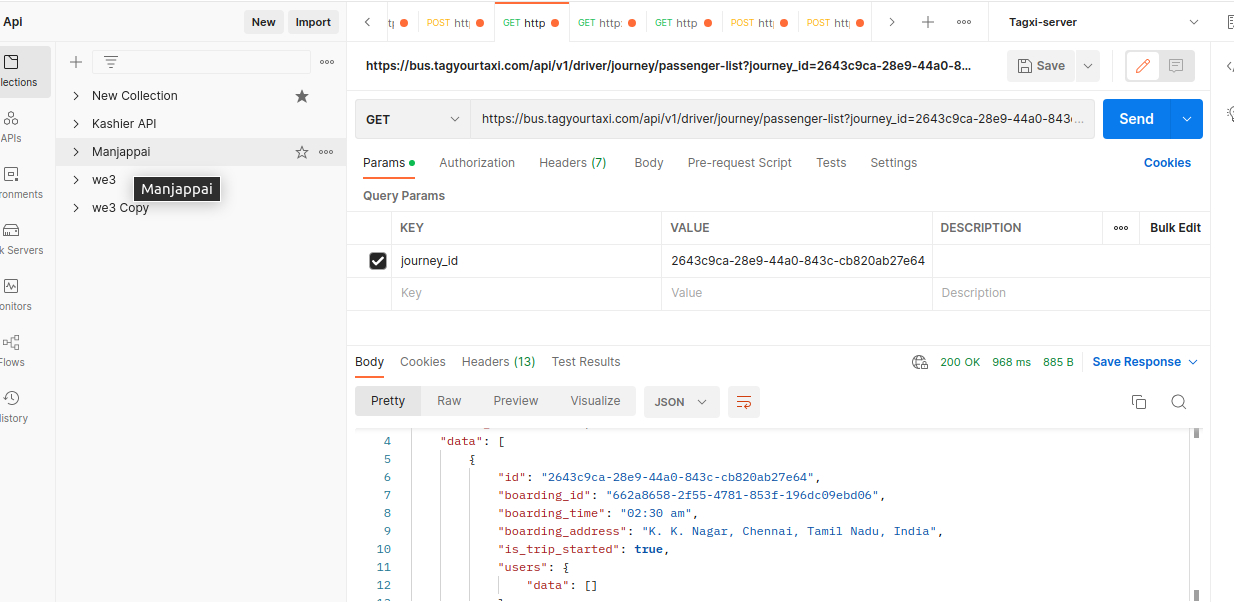 Api
New
Import
POST htt
GET http
GET http:
GET http
POST htt
POST htt
Tagxi-server
lections
APIs
ronments
k Servers
onitors
Flows
istory
New Collection
Kashier API
Manjappai
we3
Manjappai
we3 Copy
https://bus.tagyourtaxi.com/api/v1/driver/journey/passenger-list?journey_id=2643c9ca-28e9-44a0-8...
Save
GET
https://bus.tagyourtaxi.com/api/v1/driver/journey/passenger-list?journey_id=2643c9ca-28e9-44a0-843c...
Send
Params
Authorization
Headers (7)
Body
Pre-request Script
Tests
Settings
Cookies
Query Params
KEY
VALUE
DESCRIPTION
Bulk Edit
journey_id
2643c9ca-28e9-44a0-843c-cb820ab27e64
Key
Value
Description
Body
Cookies
Headers (13)
Test Results
200 OK
968 ms
885 B
Save Response
Pretty
Raw
Preview
Visualize
JSON
4 "data": [
5 {
6 "id": "2643c9ca-28e9-44a0-843c-cb820ab27e64",
7 "boarding_id": "662a8658-2f55-4781-853f-196dc09ebd06",
8 "boarding_time": "02:30 am",
9 "boarding_address": "K. K. Nagar, Chennai, Tamil Nadu, India",
10 "is_trip_started": true,
11 "users": {
12 "data": []